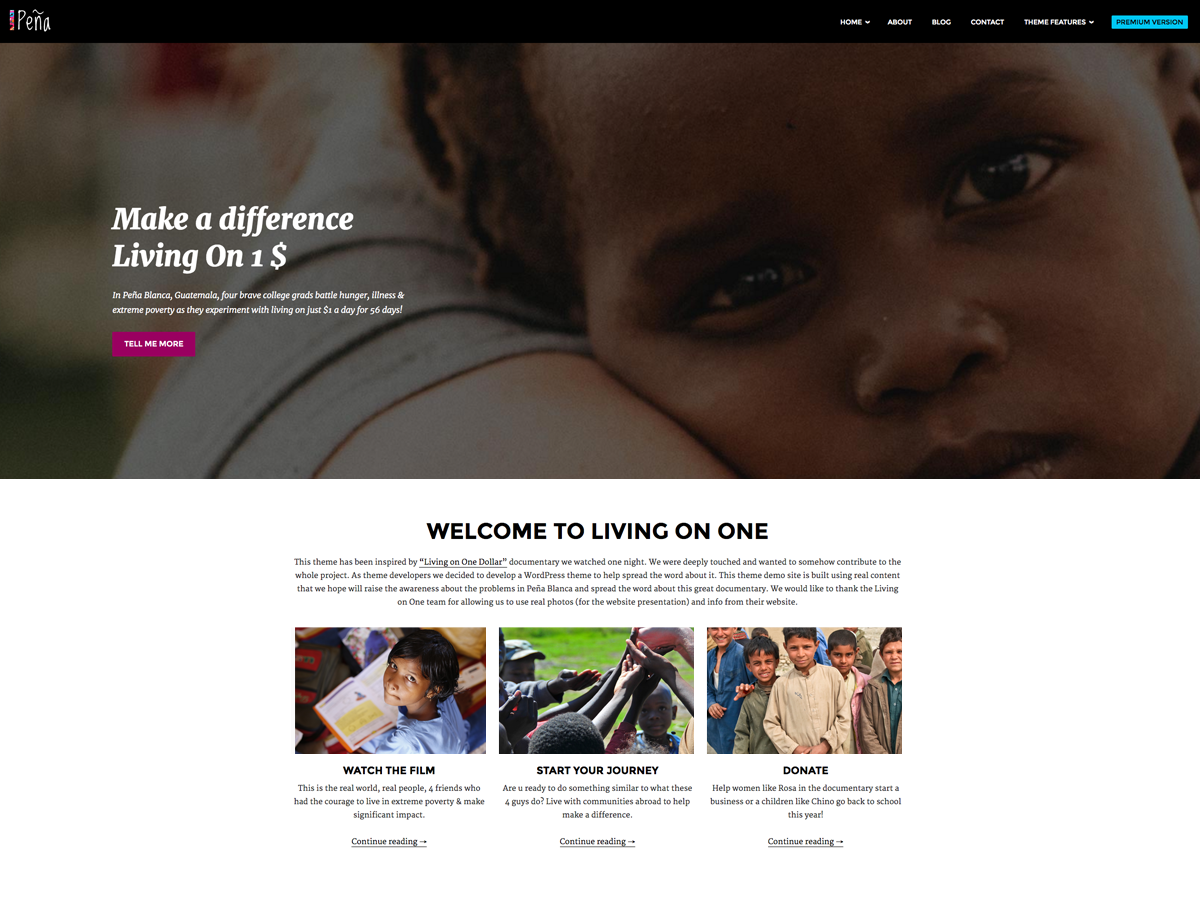 Peña
HOME
ABOUT
BLOG
CONTACT
THEME FEATURES
PREMIUM VERSION
Make a difference
Living On 1 $
In Peña Blanca, Guatemala, four brave college grads battle hunger, illness &
extreme poverty as they experiment with living on just $1 a day for 56 days!
TELL ME MORE
WELCOME TO LIVING ON ONE
This theme has been inspired by “Living on One Dollar” documentary we watched one night. We were deeply touched and wanted to somehow contribute to the
whole project. As theme developers we decided to develop a WordPress theme to help spread the word about it. This theme demo site is built using real content
that we hope will raise the awareness about the problems in Peña Blanca and spread the word about this great documentary. We would like to thank the Living
on One team for allowing us to use real photos (for the website presentation) and info from their website.
WATCH THE FILM
This is the real world, real people, 4 friends who
had the courage to live in extreme poverty & make
significant impact.
Continue reading →
START YOUR JOURNEY
Are u ready to do something similar to what these
4 guys do? Live with communities abroad to help
make a difference.
Continue reading →
DONATE
Help women like Rosa in the documentary start a
business or a children like Chino go back to school
this year!
Continue reading →